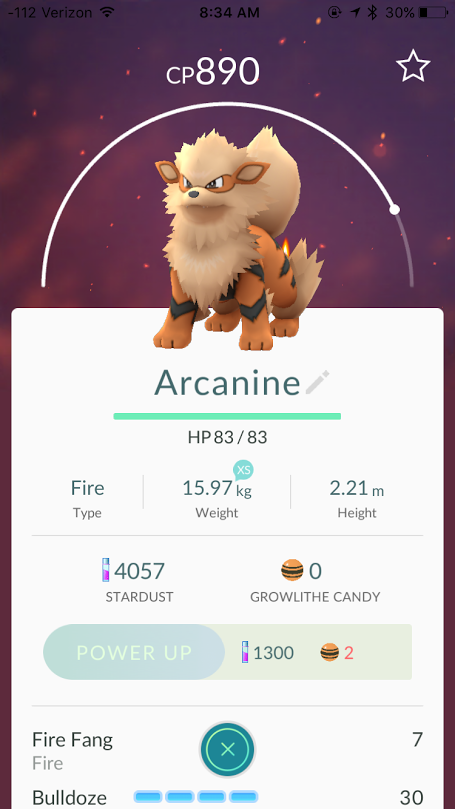 -112 Verizon 8:34 AM 30%
CP890
Arcanine
HP 83 / 83
XS
Fire 15.97 kg 2.21 m
Type Weight Height
4057 0
STARDUST GROWLITHE CANDY
POWER UP 1300 2
Fire Fang 7
Fire
Bulldoze 30